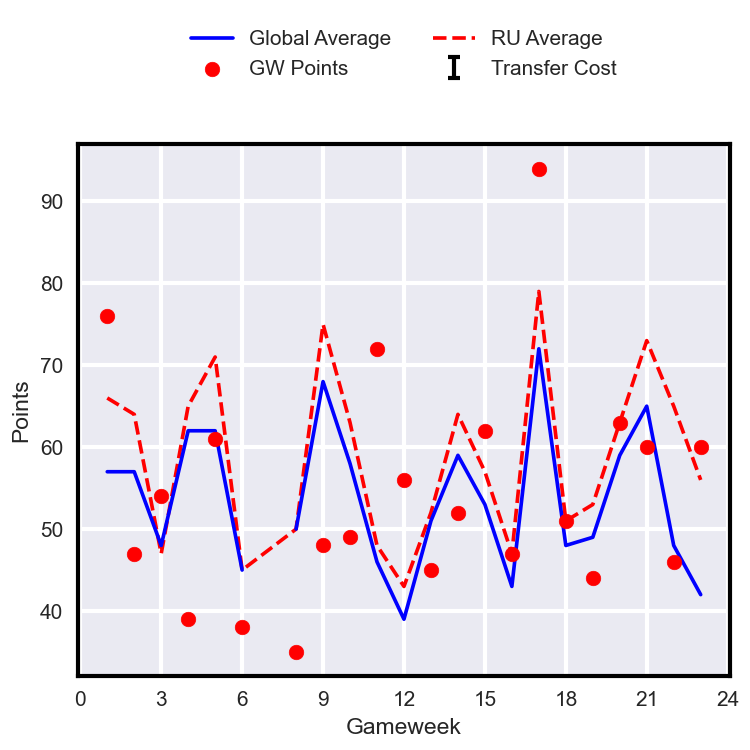 Global Average
RU Average
GW Points
Transfer Cost
90
80
70
60
50
40
Points
0 3 6 9 12 15 18 21 24
Gameweek